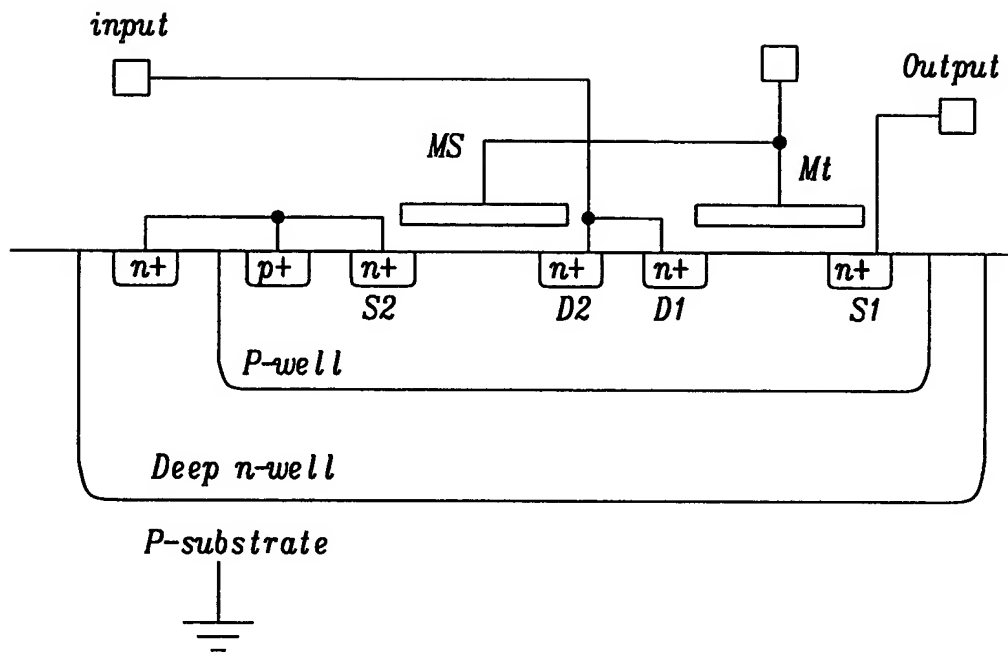 input
Output
MS
Mt
n+
p+
n+
n+
n+
n+
S2
D2
D1
S1
P-well
Deep n-well
P-substrate